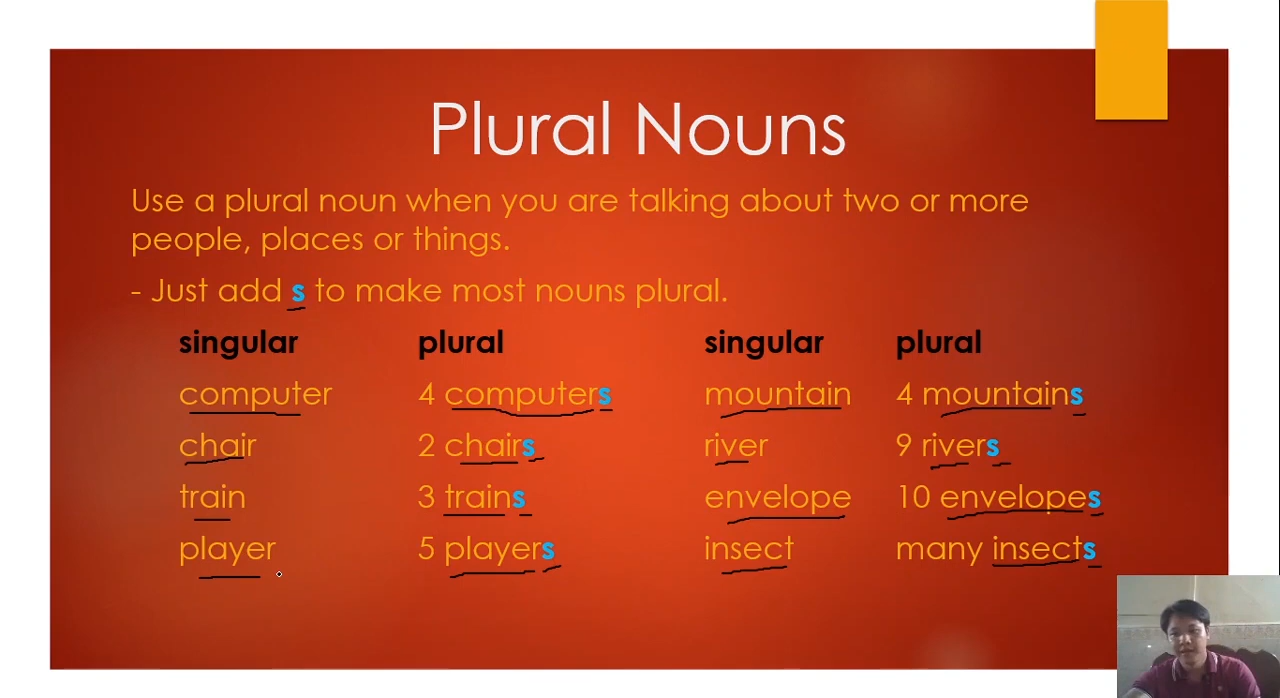 Plural Nouns
Use a plural noun when you are talking about two or more
people, places or things.
- Just add s to make most nouns plural.
singular plural singular plural
computer 4 computers mountain 4 mountains
chair 2 chairs river 9 rivers
train 3 trains envelope 10 envelopes
player 5 players insect many insects